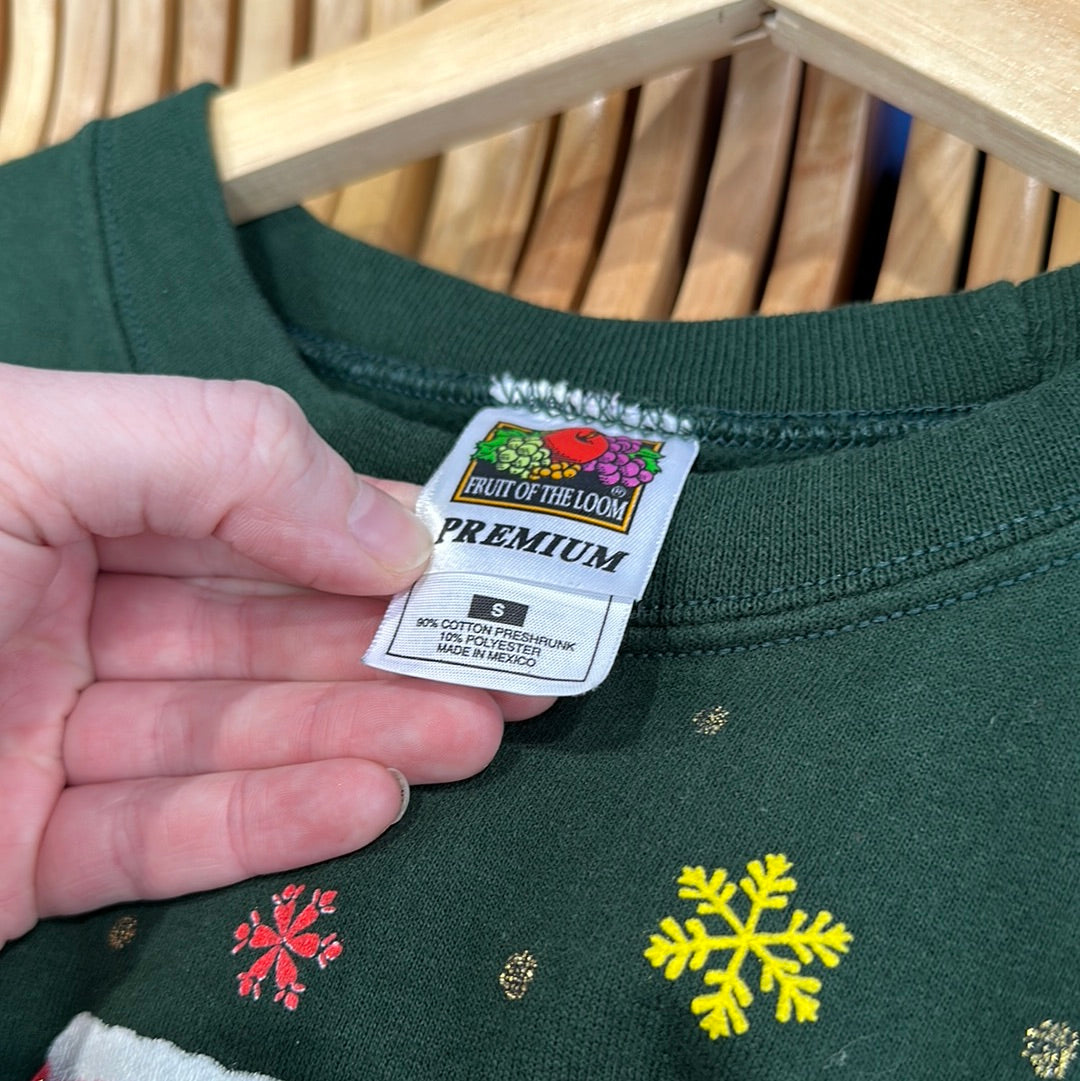 FRUIT OF THE LOOM ®
PREMIUM
S
90% COTTON PRESHRUNK
10% POLYESTER
MADE IN MEXICO